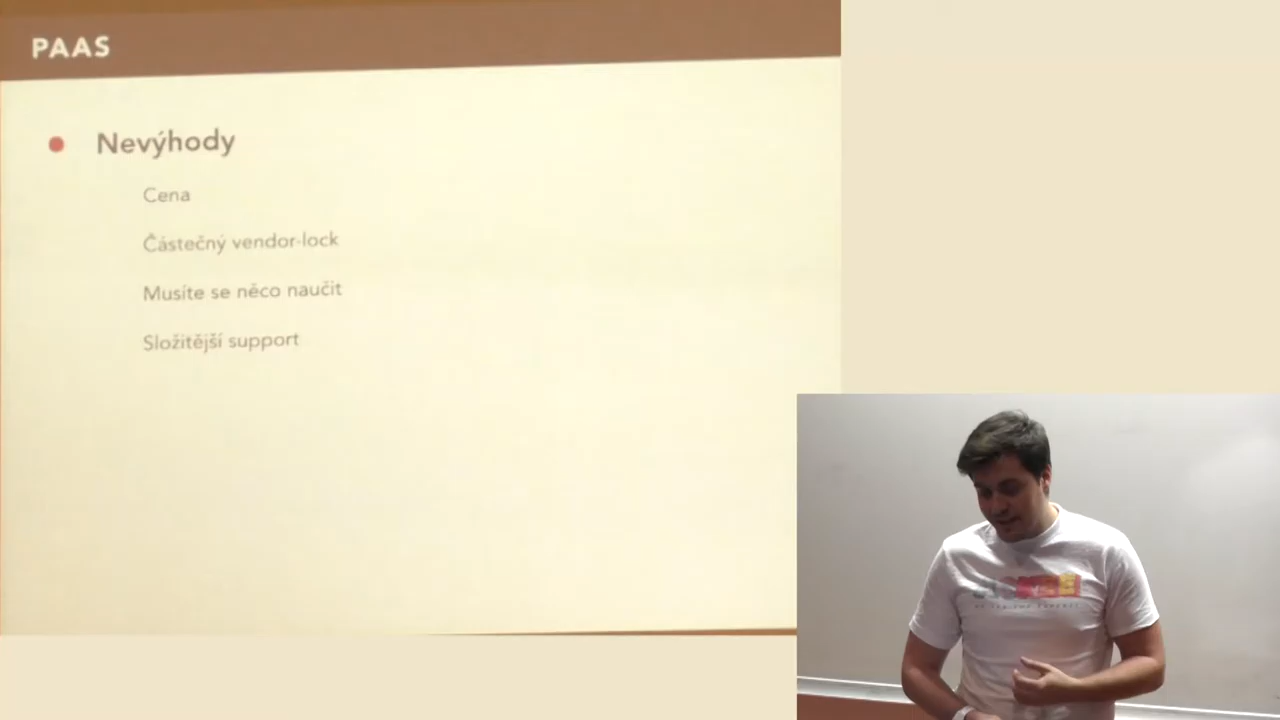 PAAS
Nevýhody
Cena
Částečný vendor-lock
Musíte se něco naučit
Složitější support